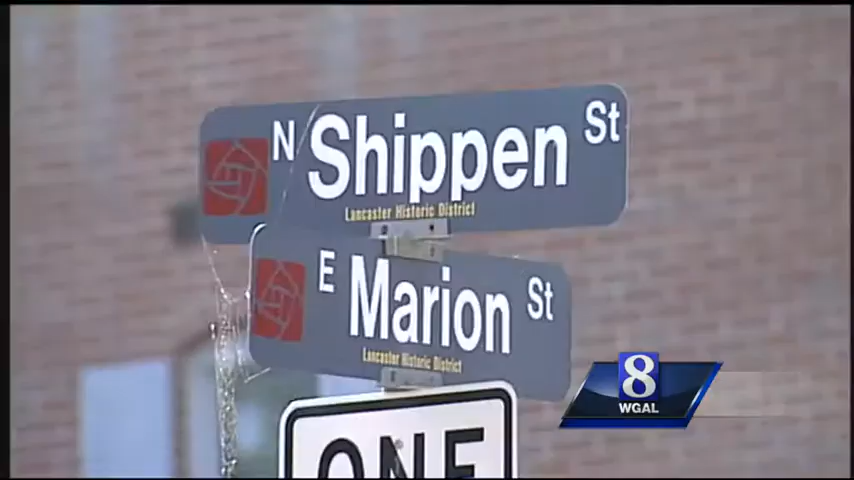 N Shippen St
Lancaster Historic District
E Marion St
Lancaster Historic District
ONE
8
WGAL